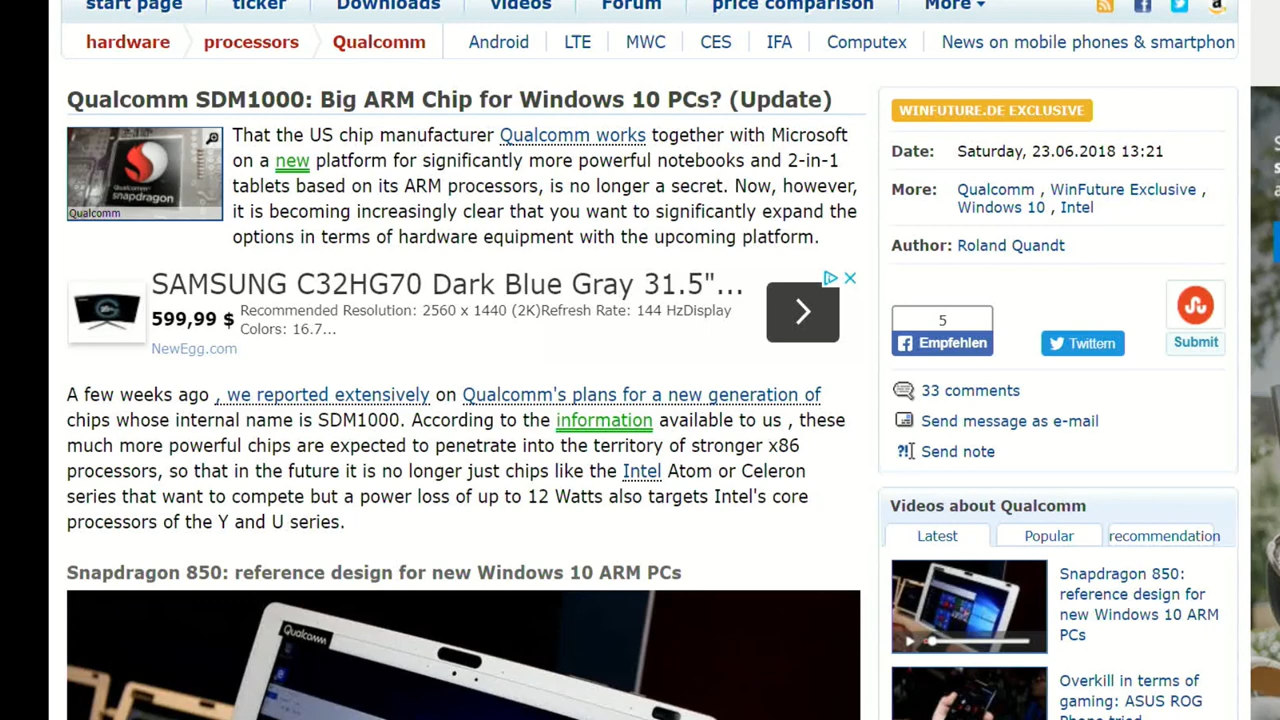 start page ticker Downloads videos Forum price comparison More
hardware processors Qualcomm Android LTE MWC CES IFA Computex News on mobile phones & smartphon
Qualcomm SDM1000: Big ARM Chip for Windows 10 PCs? (Update)
Qualcomm
snapdragon
Qualcomm
That the US chip manufacturer Qualcomm works together with Microsoft
on a new platform for significantly more powerful notebooks and 2-in-1
tablets based on its ARM processors, is no longer a secret. Now, however,
it is becoming increasingly clear that you want to significantly expand the
options in terms of hardware equipment with the upcoming platform.
SAMSUNG C32HG70 Dark Blue Gray 31.5"...
599,99 $ Recommended Resolution: 2560 x 1440 (2K)Refresh Rate: 144 HzDisplay
Colors: 16.7...
NewEgg.com
A few weeks ago , we reported extensively on Qualcomm's plans for a new generation of
chips whose internal name is SDM1000. According to the information available to us , these
much more powerful chips are expected to penetrate into the territory of stronger x86
processors, so that in the future it is no longer just chips like the Intel Atom or Celeron
series that want to compete but a power loss of up to 12 Watts also targets Intel's core
processors of the Y and U series.
Snapdragon 850: reference design for new Windows 10 ARM PCs
Qualcomm
WINFUTURE.DE EXCLUSIVE
Date: Saturday, 23.06.2018 13:21
More: Qualcomm , WinFuture Exclusive ,
Windows 10 , Intel
Author: Roland Quandt
5
Empfehlen
Twittern
Submit
33 comments
Send message as e-mail
?! Send note
Videos about Qualcomm
Latest Popular recommendation
Snapdragon 850:
reference design for
new Windows 10 ARM
PCs
Overkill in terms of
gaming: ASUS ROG
Phone tried